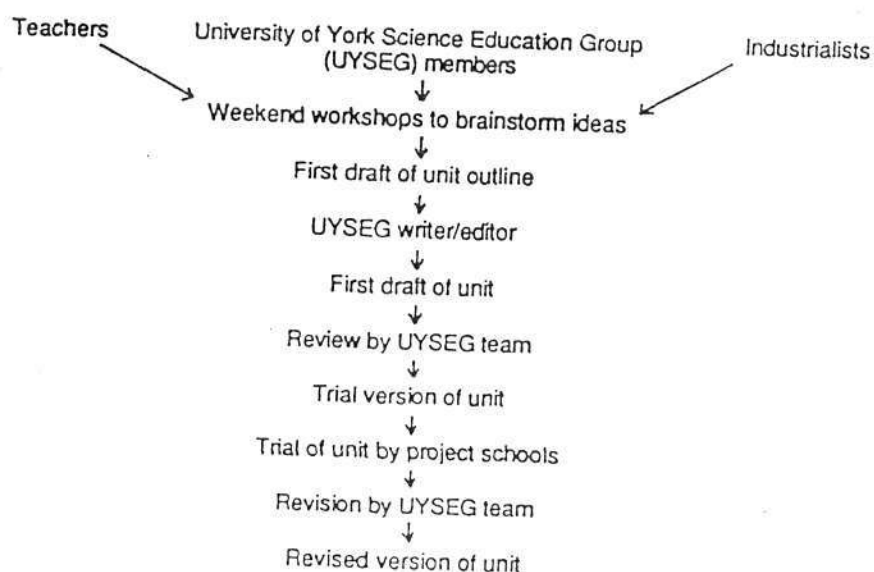 Teachers
University of York Science Education Group
(UYSEG) members
Industrialists
Weekend workshops to brainstorm ideas
First draft of unit outline
UYSEG writer/editor
First draft of unit
Review by UYSEG team
Trial version of unit
Trial of unit by project schools
Revision by UYSEG team
Revised version of unit